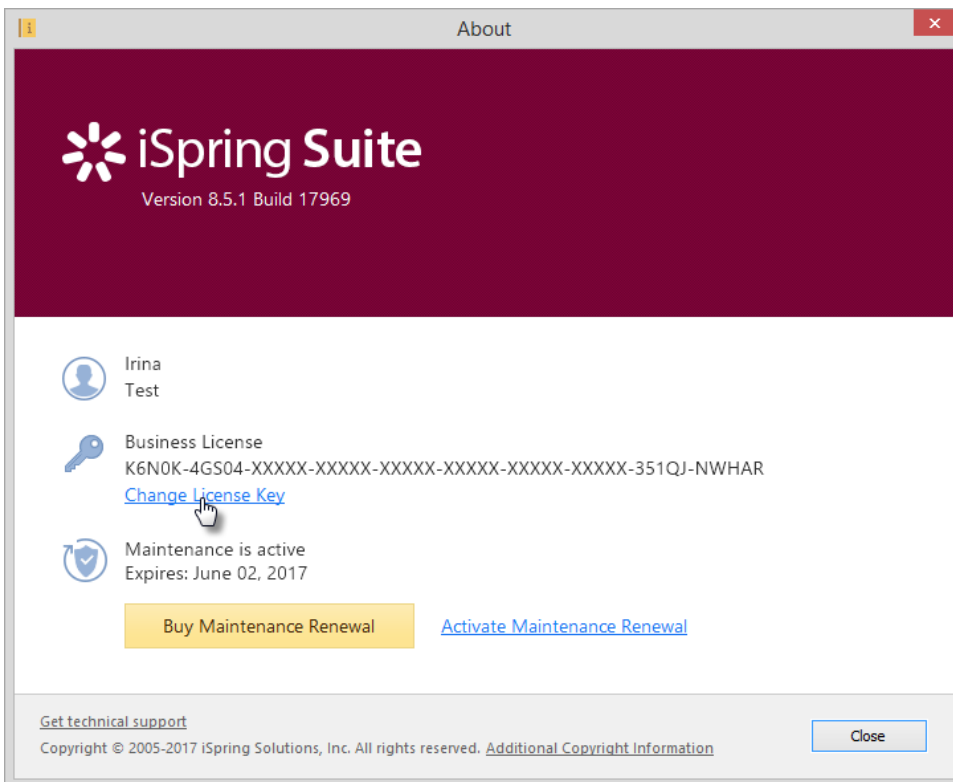 About
iSpring Suite
Version 8.5.1 Build 17969
Irina
Test
Business License
K6N0K-4GS04-XXXXX-XXXXX-XXXXX-XXXXX-XXXXX-XXXXX-351QJ-NWHAR
Change License Key
Maintenance is active
Expires: June 02, 2017
Buy Maintenance Renewal Activate Maintenance Renewal
Get technical support
Copyright © 2005-2017 iSpring Solutions, Inc. All rights reserved. Additional Copyright Information
Close